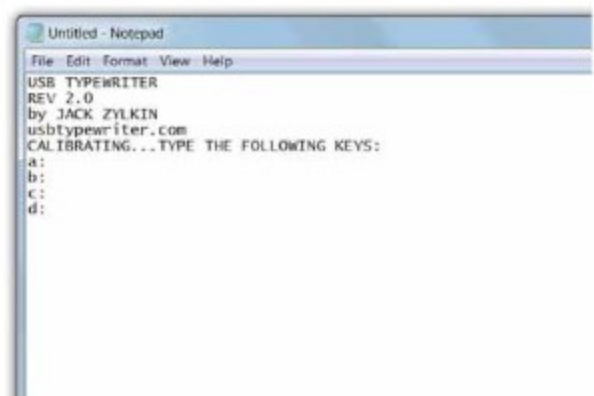 Untitled - Notepad
File Edit Format View Help
USB TYPEWRITER
REV 2.0
by JACK ZYLKIN
usbtypewriter.com
CALIBRATING...TYPE THE FOLLOWING KEYS:
a:
b:
c:
d: